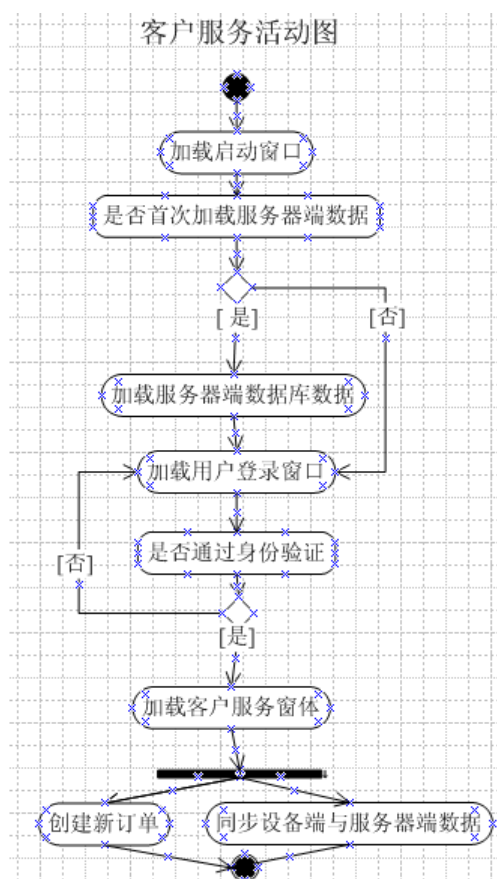 客户服务活动图
加载启动窗口
是否首次加载服务器端数据
[ 是]
[否]
加载服务器端数据库数据
加载用户登录窗口
是否通过身份验证
[否]
[是]
加载客户服务窗体
创建新订单
同步设备端与服务器端数据